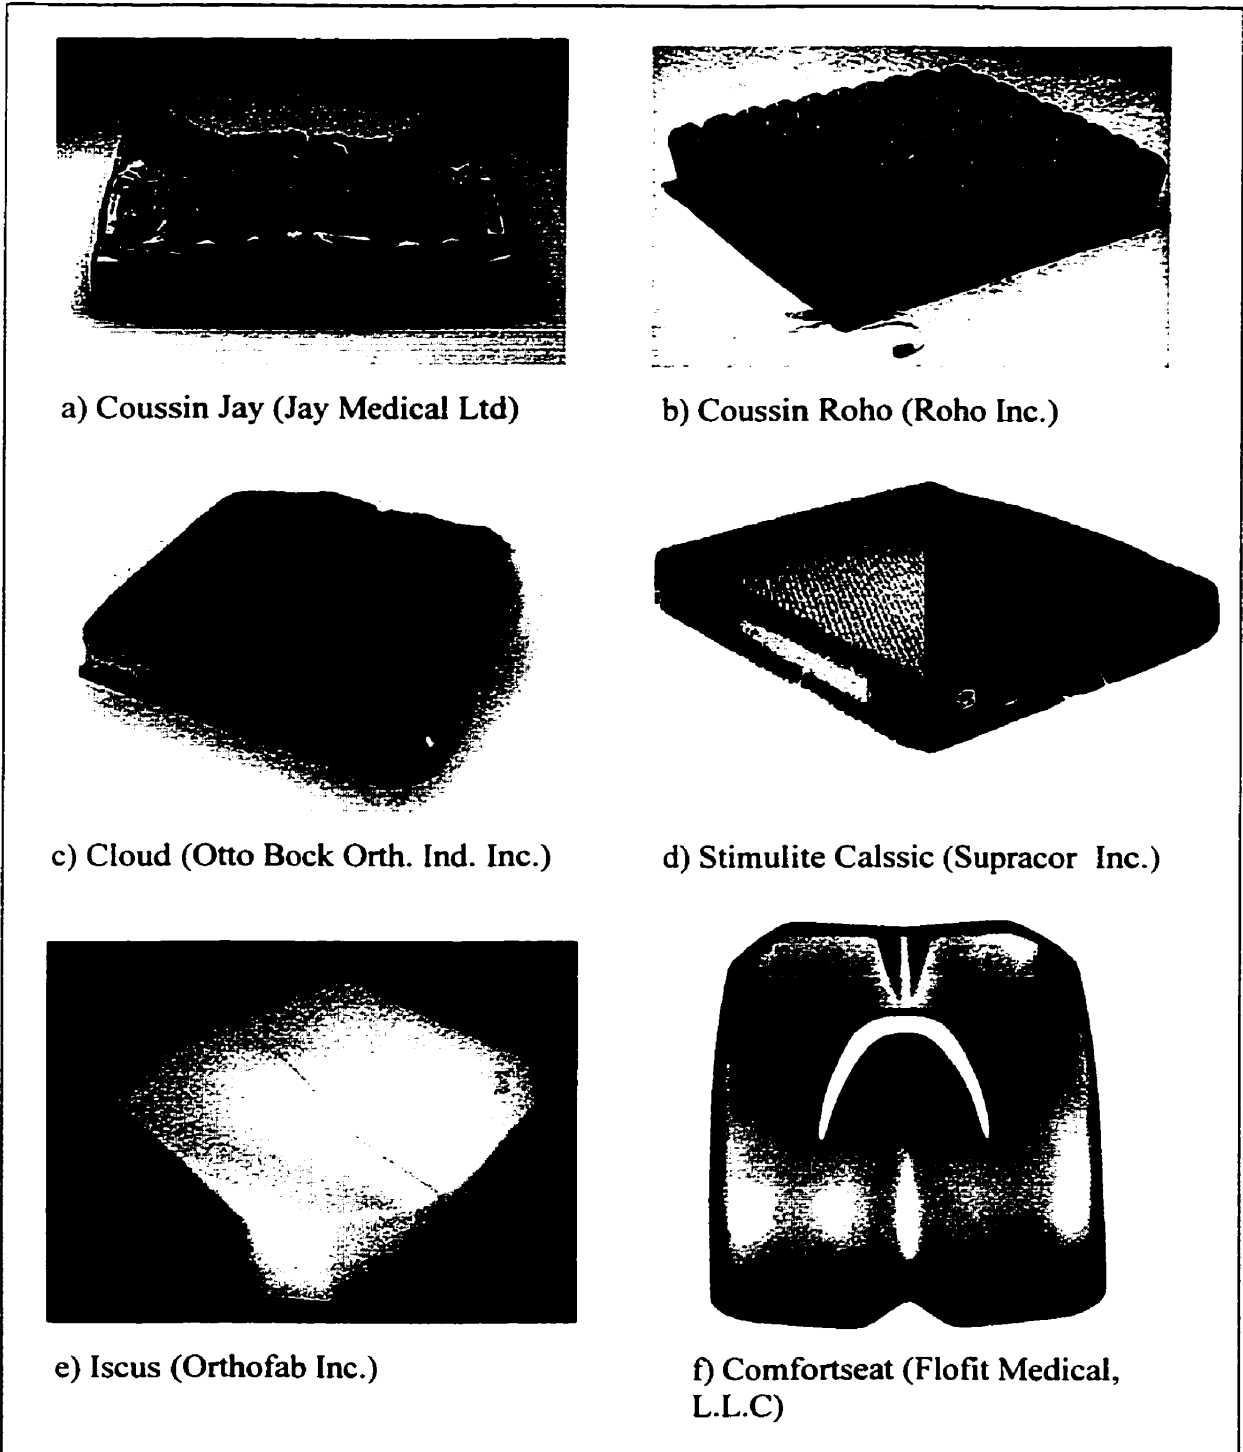 a) Coussin Jay (Jay Medical Ltd)
b) Coussin Roho (Roho Inc.)
c) Cloud (Otto Bock Orth. Ind. Inc.)
d) Stimulite Calssic (Supracor Inc.)
e) Iscus (Orthofab Inc.)
f) Comfortseat (Flofit Medical,
L.L.C)